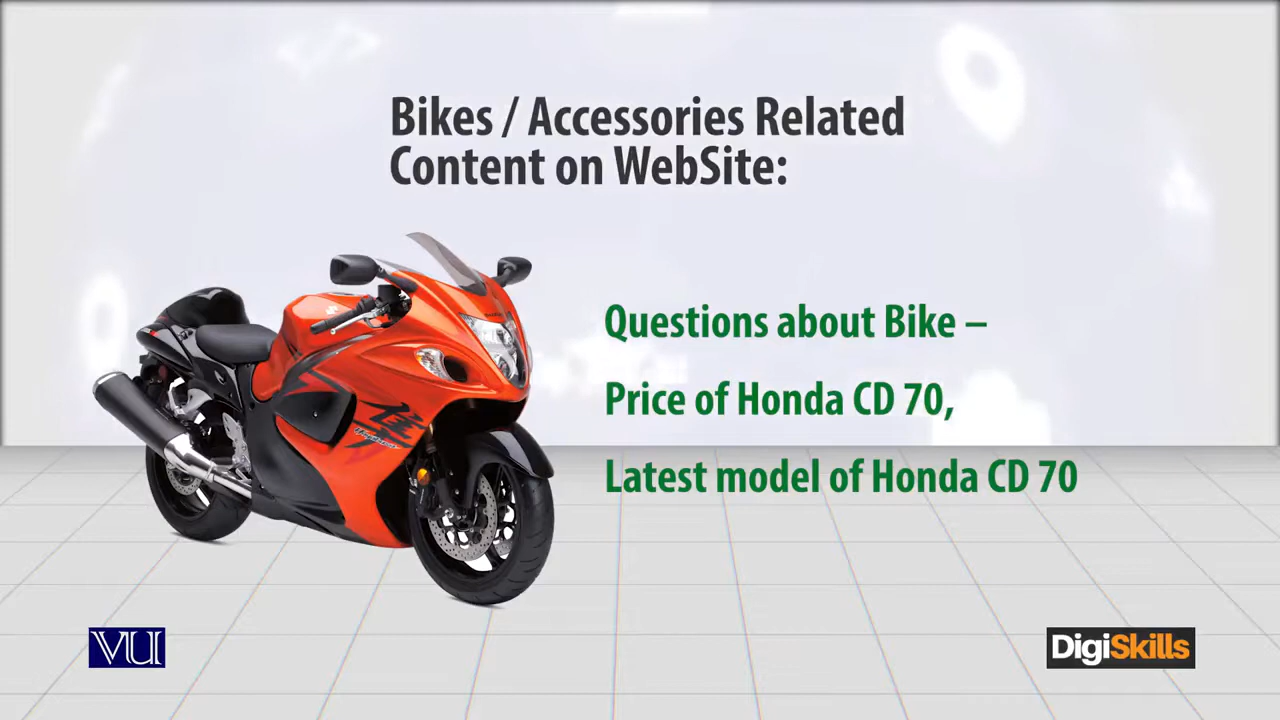 Bikes / Accessories Related
Content on WebSite:
Questions about Bike –
Price of Honda CD 70,
Latest model of Honda CD 70
VU
DigiSkills